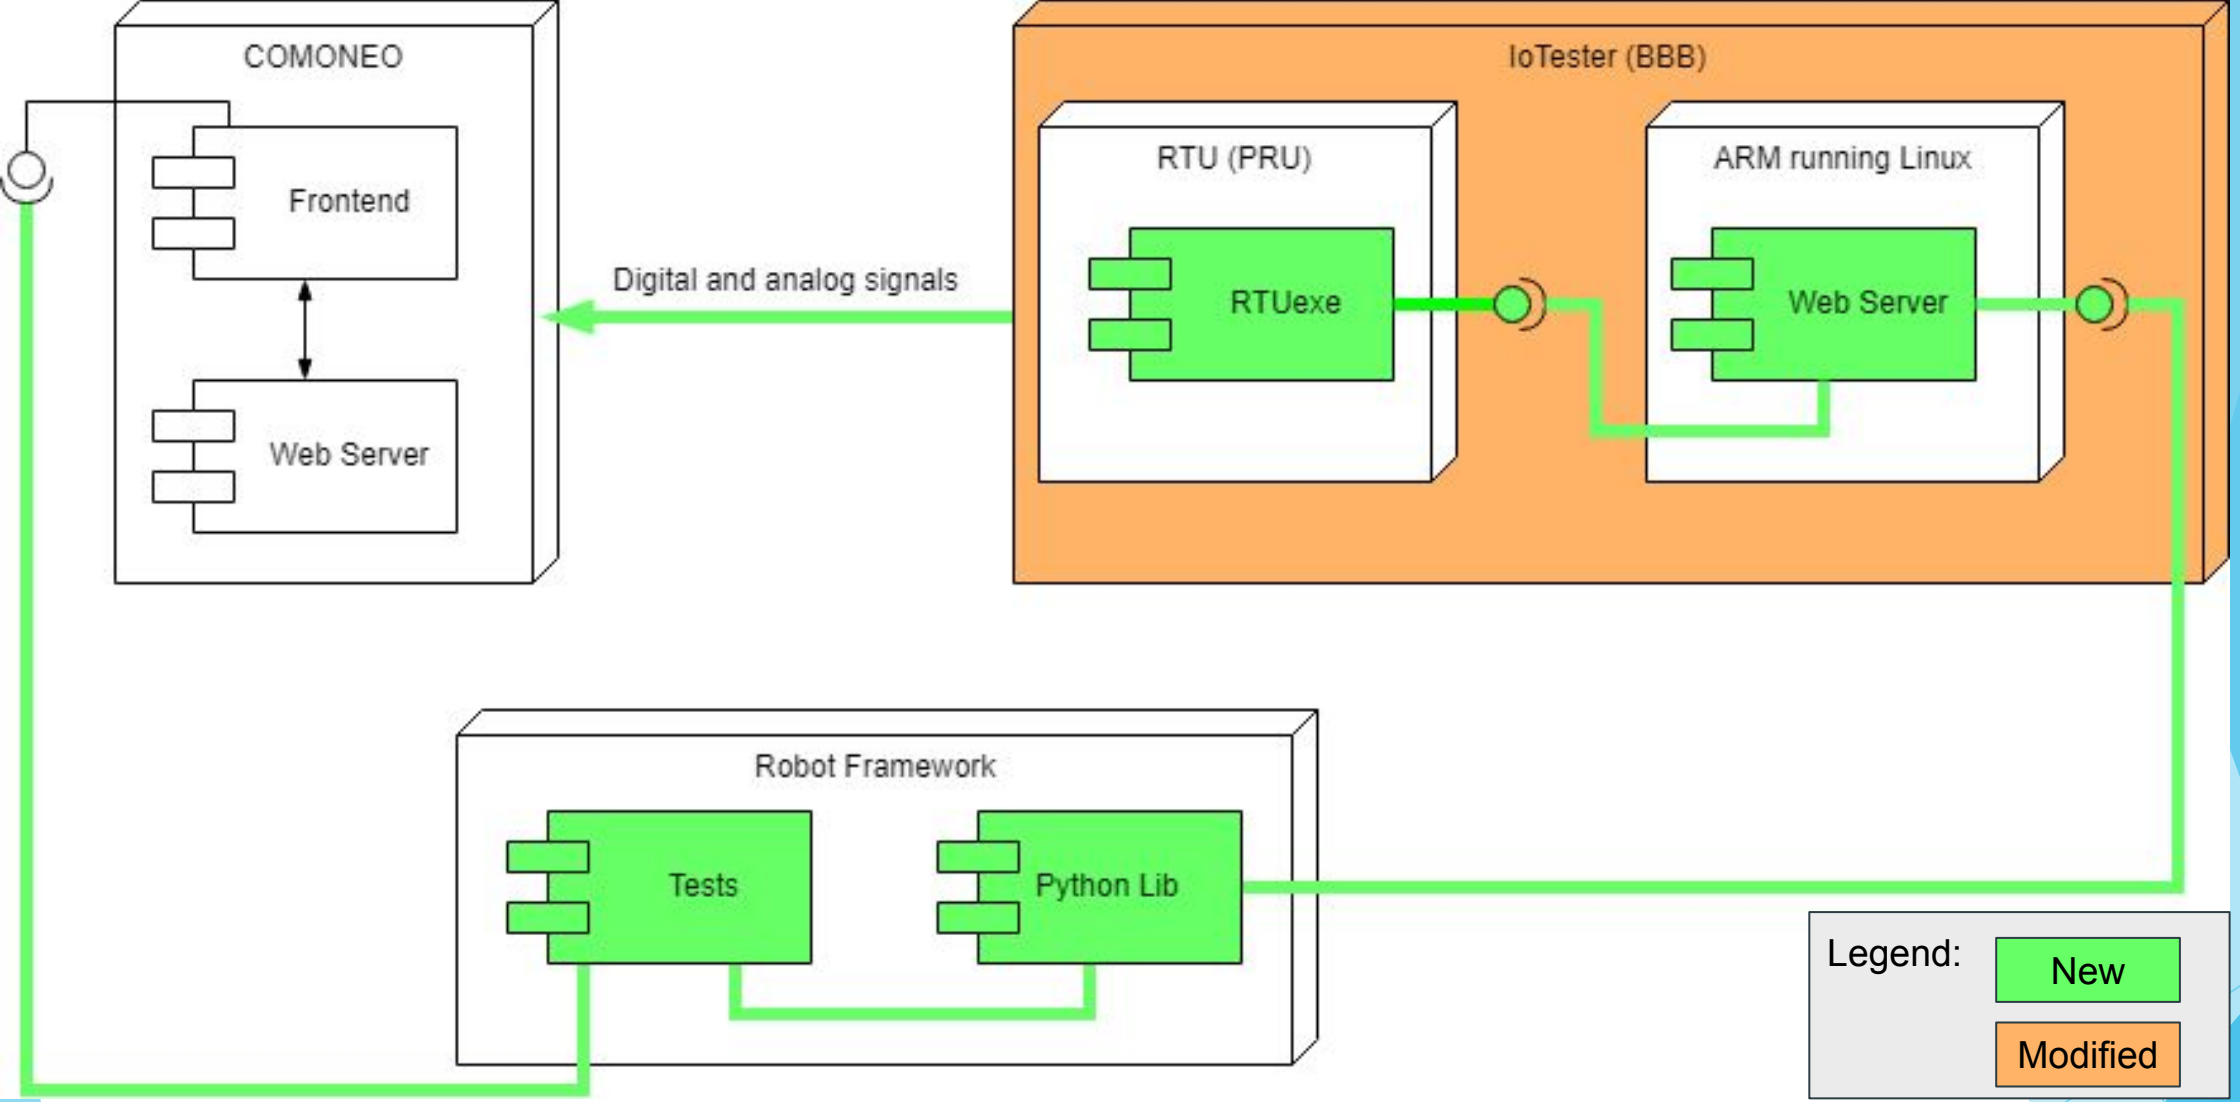 COMONEO
Frontend
Web Server
Digital and analog signals
IoTester (BBB)
RTU (PRU)
RTUexe
ARM running Linux
Web Server
Robot Framework
Tests
Python Lib
Legend:
New
Modified